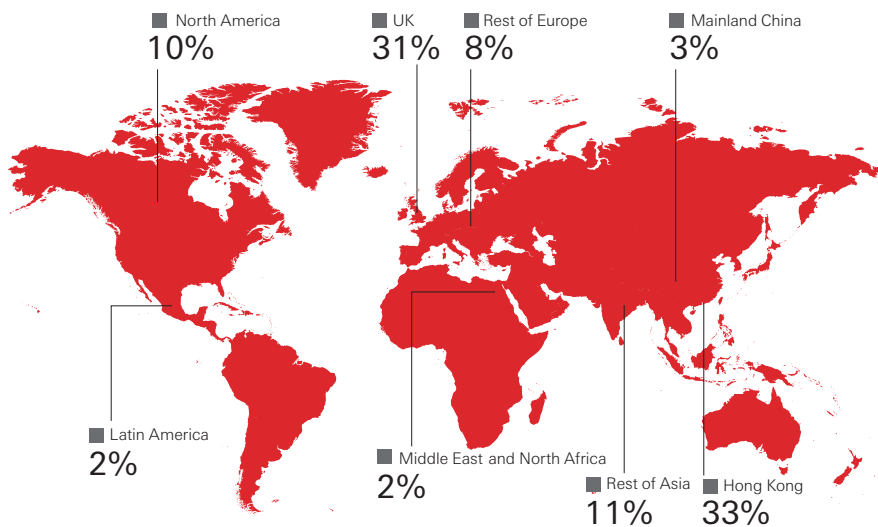 North America
10%
UK
31%
Rest of Europe
8%
Mainland China
3%
Latin America
2%
Middle East and North Africa
2%
Rest of Asia
11%
Hong Kong
33%